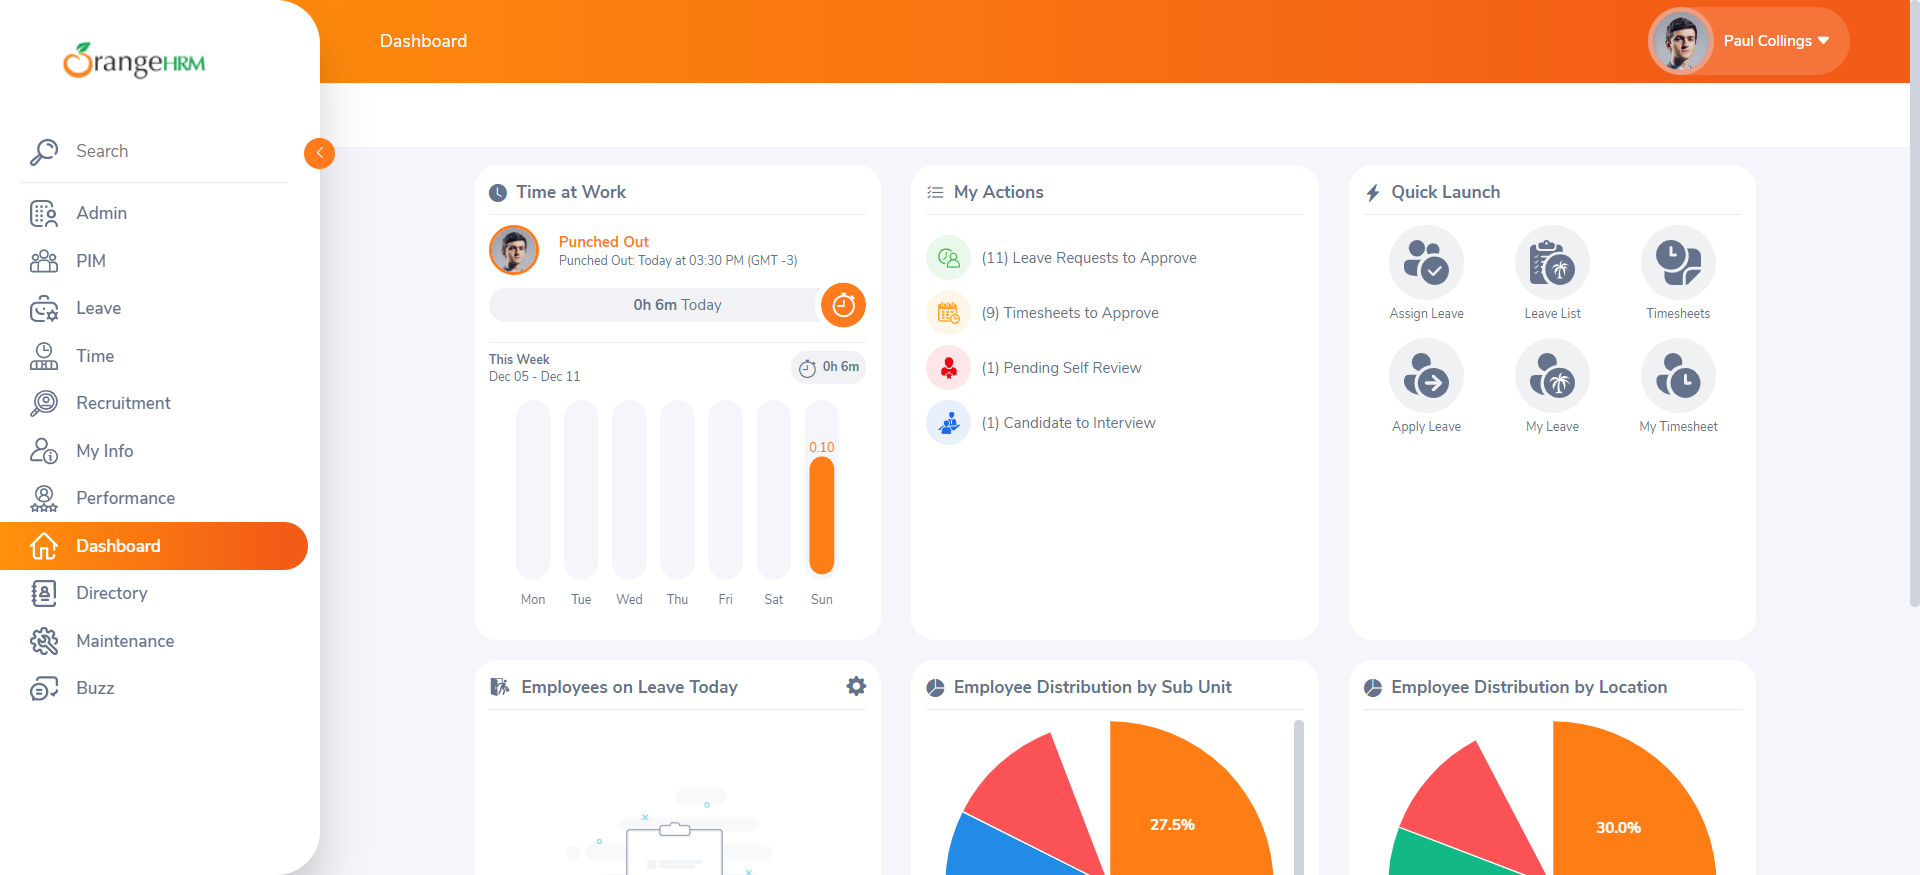 OrangeHRM
Dashboard
Paul Collings
Search
Admin
PIM
Leave
Time
Recruitment
My Info
Performance
Dashboard
Directory
Maintenance
Buzz
Time at Work
Punched Out
Punched Out: Today at 03:30 PM (GMT -3)
0h 6m Today
This Week
Dec 05 - Dec 11
0h 6m
0.10
Mon Tue Wed Thu Fri Sat Sun
My Actions
(11) Leave Requests to Approve
(9) Timesheets to Approve
(1) Pending Self Review
(1) Candidate to Interview
Quick Launch
Assign Leave
Leave List
Timesheets
Apply Leave
My Leave
My Timesheet
Employees on Leave Today
Employee Distribution by Sub Unit
27.5%
Employee Distribution by Location
30.0%